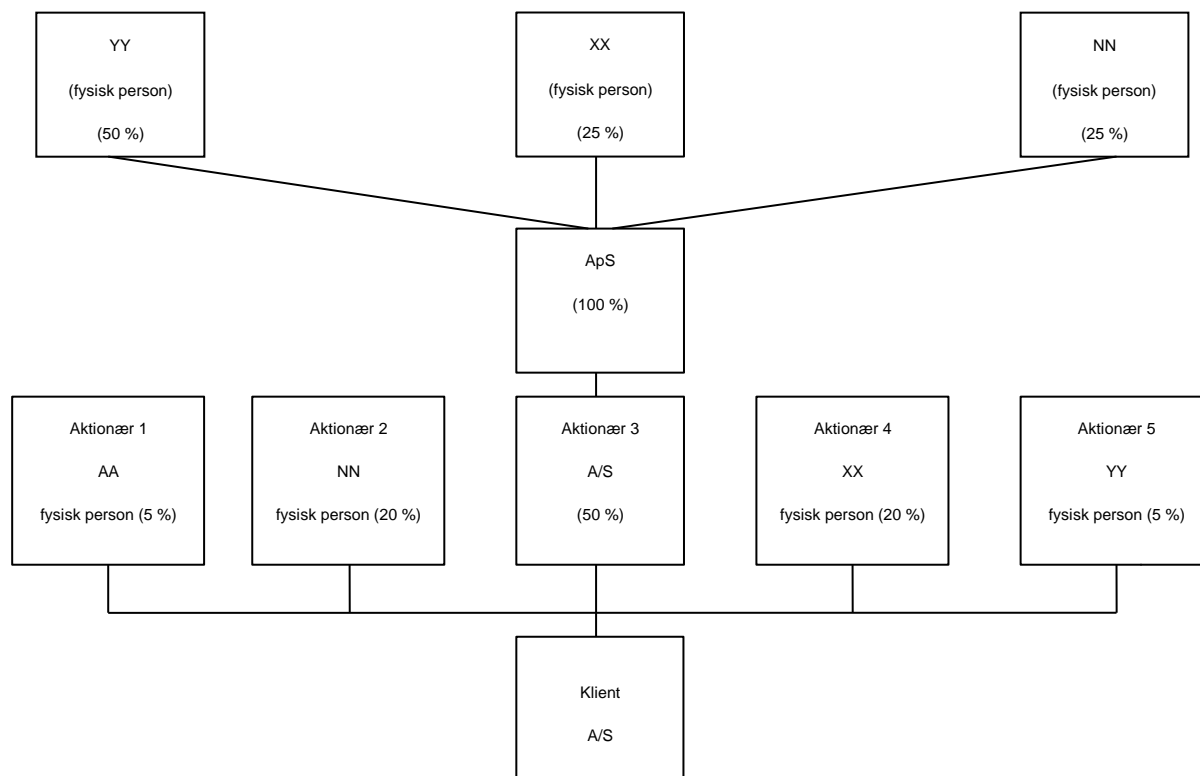 YY
(fysisk person)
(50 %)
XX
(fysisk person)
(25 %)
NN
(fysisk person)
(25 %)
ApS
(100 %)
Aktionær 1
AA
fysisk person (5 %)
Aktionær 2
NN
fysisk person (20 %)
Aktionær 3
A/S
(50 %)
Aktionær 4
XX
fysisk person (20 %)
Aktionær 5
YY
fysisk person (5 %)
Klient
A/S